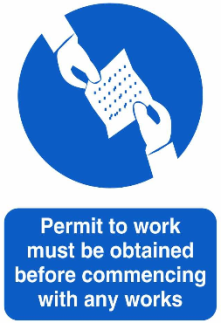 Permit to work
must be obtained
before commencing
with any works